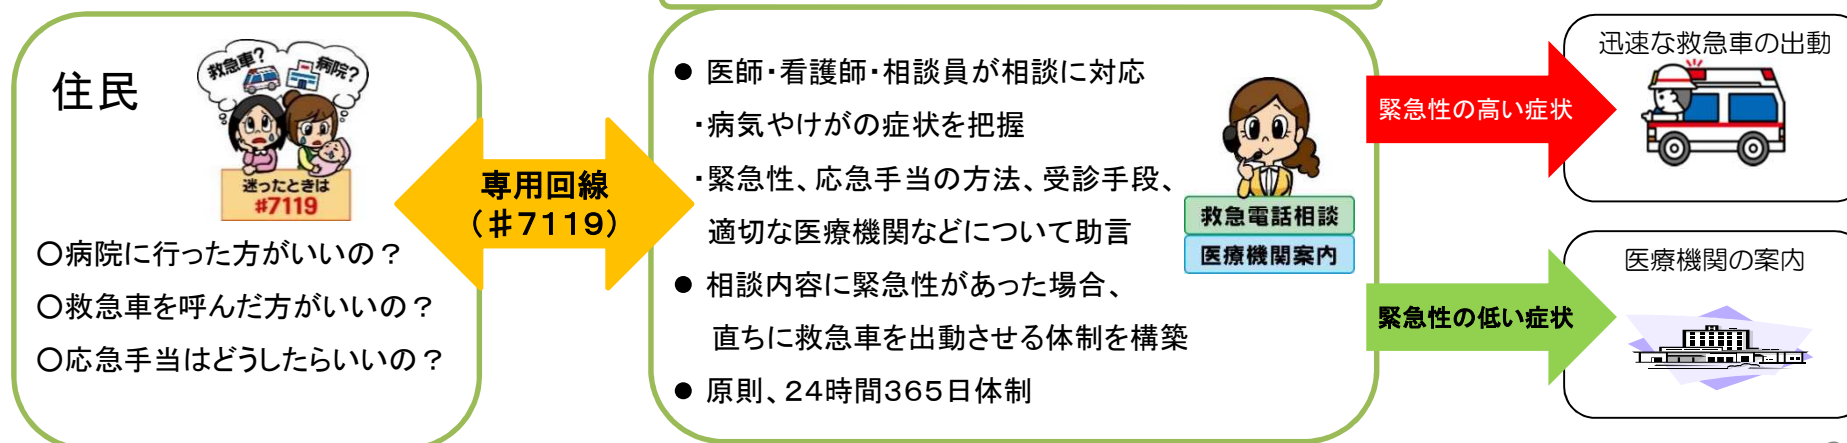 住民
救急車?
病院?
迷ったときは
#7119
〇病院に行った方がいいの？
〇救急車を呼んだ方がいいの？
〇応急手当はどうしたらいいの？
専用回線
（♯7119）
● 医師・看護師・相談員が相談に対応
・病気やけがの症状を把握
・緊急性、応急手当の方法、受診手段、
適切な医療機関などについて助言
● 相談内容に緊急性があった場合、
直ちに救急車を出動させる体制を構築
● 原則、24時間365日体制
救急電話相談
医療機関案内
緊急性の高い症状
迅速な救急車の出動
緊急性の低い症状
医療機関の案内